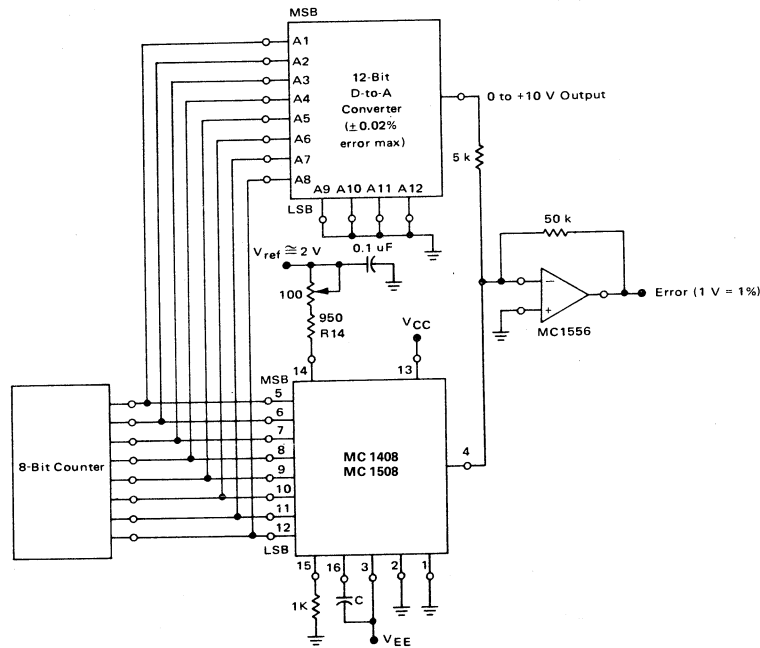 MSB
A1
A2
A3
A4
A5
A6
A7
A8
12-Bit
D-to-A
Converter
(±0.02%
error max)
A9 A10 A11 A12
LSB
0 to +10 V Output
5 k
50 k
Vref ≅ 2 V
0.1 uF
100
950
R14
VCC
−
+
MC1556
Error (1 V = 1%)
14
13
MSB
5
6
7
8
9
10
11
12
LSB
8-Bit Counter
MC 1408
MC 1508
4
15
16
3
2
1
1K
C
VEE